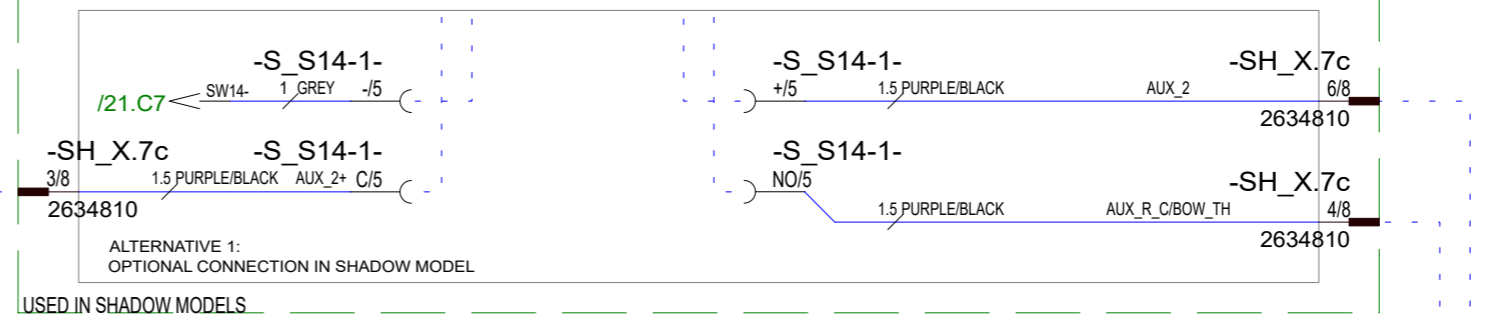 -S_S14-1-
/21.C7 SW14- 1 GREY -/5
-SH_X.7c -S_S14-1-
3/8 1.5 PURPLE/BLACK AUX_2+ C/5
2634810
-S_S14-1- -SH_X.7c
+/5 1.5 PURPLE/BLACK AUX_2 6/8
2634810
-S_S14-1-
NO/5 -SH_X.7c
1.5 PURPLE/BLACK AUX_R_C/BOW_TH 4/8
2634810
ALTERNATIVE 1:
OPTIONAL CONNECTION IN SHADOW MODEL
USED IN SHADOW MODELS